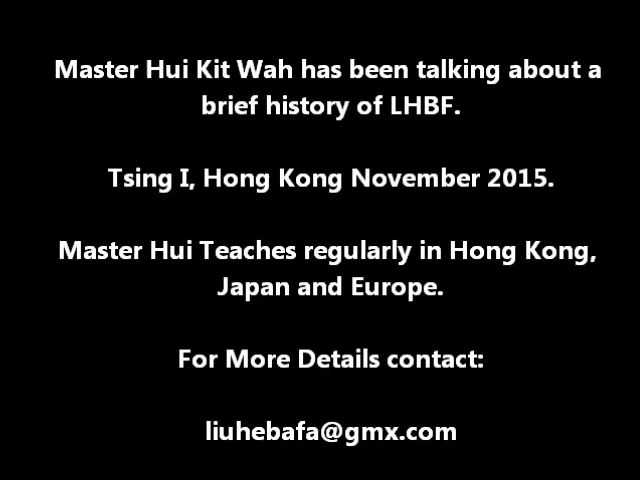 Master Hui Kit Wah has been talking about a
brief history of LHBF.
Tsing I, Hong Kong November 2015.
Master Hui Teaches regularly in Hong Kong,
Japan and Europe.
For More Details contact:
liuhebafa@gmx.com